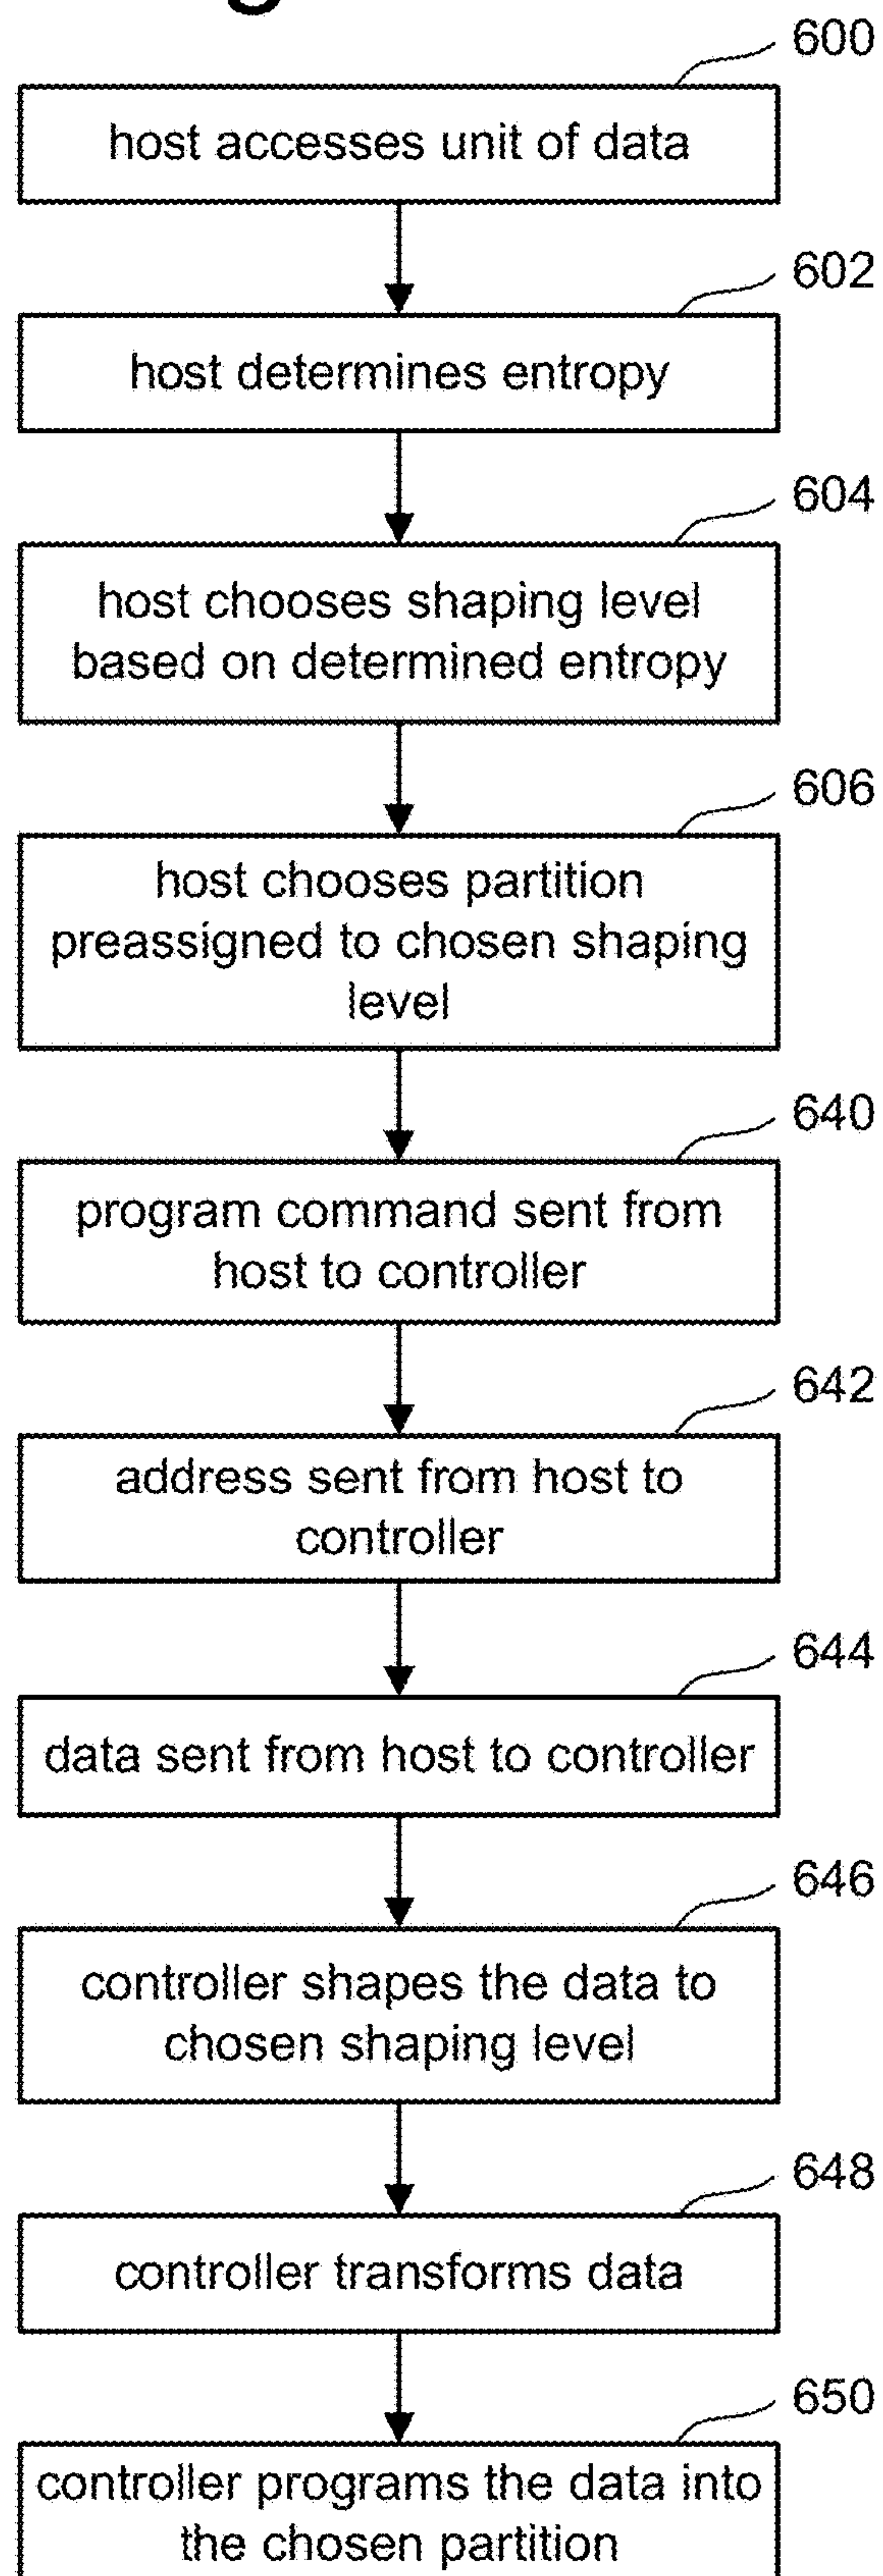 600
host accesses unit of data
602
host determines entropy
604
host chooses shaping level
based on determined entropy
606
host chooses partition
preassigned to chosen shaping
level
640
program command sent from
host to controller
642
address sent from host to
controller
644
data sent from host to controller
646
controller shapes the data to
chosen shaping level
648
controller transforms data
650
controller programs the data into
the chosen partition